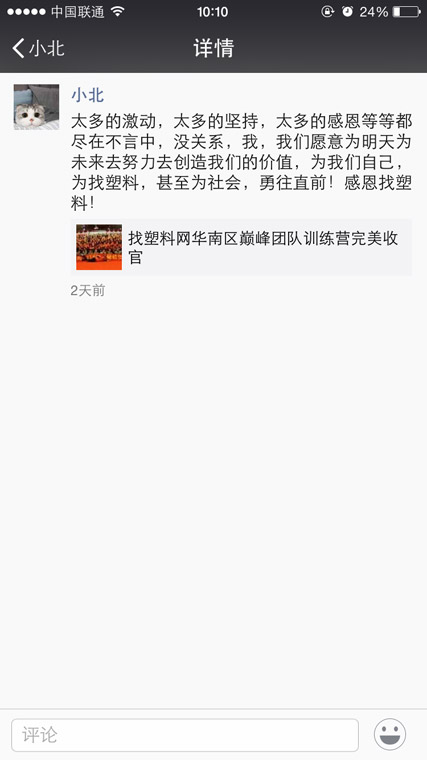 中国联通 10:10 24%
小北 详情
小北
太多的激动，太多的坚持，太多的感恩等等都
尽在不言中，没关系，我，我们愿意为明天为
未来去努力去创造我们的价值，为我们自己，
为找塑料，甚至为社会，勇往直前！感恩找塑
料！
找塑料网华南区巅峰团队训练营完美收
官
2天前
评论